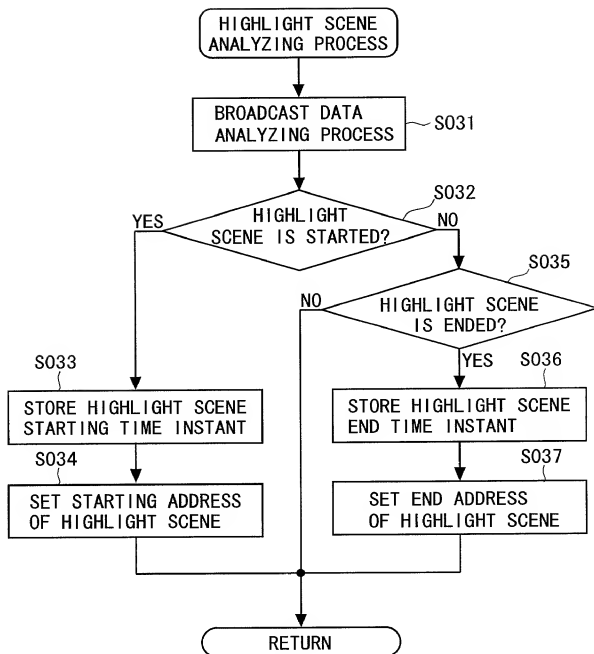 HIGHLIGHT SCENE
ANALYZING PROCESS
BROADCAST DATA
ANALYZING PROCESS
S031
S032
HIGHLIGHT
SCENE IS STARTED?
YES
NO
S035
HIGHLIGHT SCENE
IS ENDED?
NO
YES
S033
STORE HIGHLIGHT SCENE
STARTING TIME INSTANT
S034
SET STARTING ADDRESS
OF HIGHLIGHT SCENE
S036
STORE HIGHLIGHT SCENE
END TIME INSTANT
S037
SET END ADDRESS
OF HIGHLIGHT SCENE
RETURN